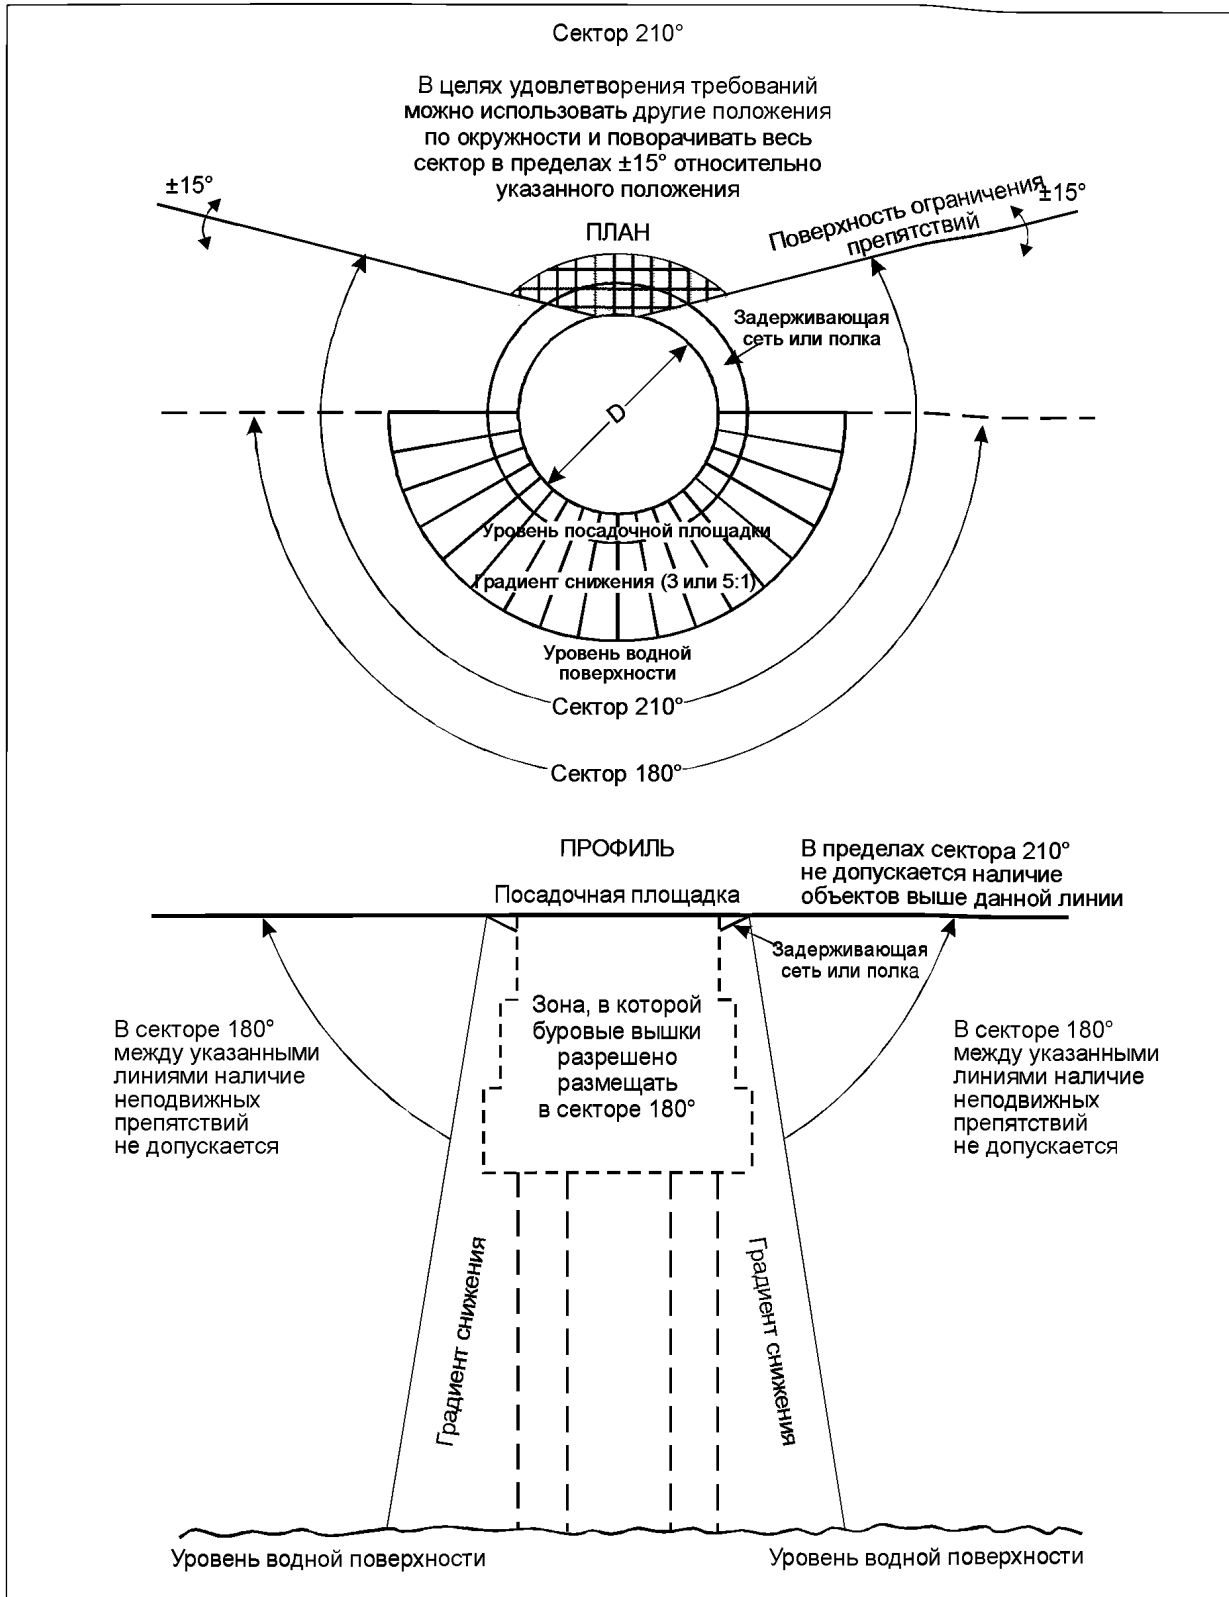 Сектор 210°
В целях удовлетворения требований
можно использовать другие положения
по окружности и поворачивать весь
сектор в пределах ±15° относительно
указанного положения
±15°
±15°
Поверхность ограничения
препятствий
ПЛАН
Задерживающая
сеть или полка
D
Уровень посадочной площадки
Градиент снижения (3 или 5:1)
Уровень водной
поверхности
Сектор 210°
Сектор 180°
ПРОФИЛЬ
В пределах сектора 210°
не допускается наличие
объектов выше данной линии
Посадочная площадка
Задерживающая
сеть или полка
Зона, в которой
буровые вышки
разрешено
размещать
в секторе 180°
В секторе 180°
между указанными
линиями наличие
неподвижных
препятствий
не допускается
В секторе 180°
между указанными
линиями наличие
неподвижных
препятствий
не допускается
Градиент снижения
Градиент снижения
Уровень водной поверхности
Уровень водной поверхности